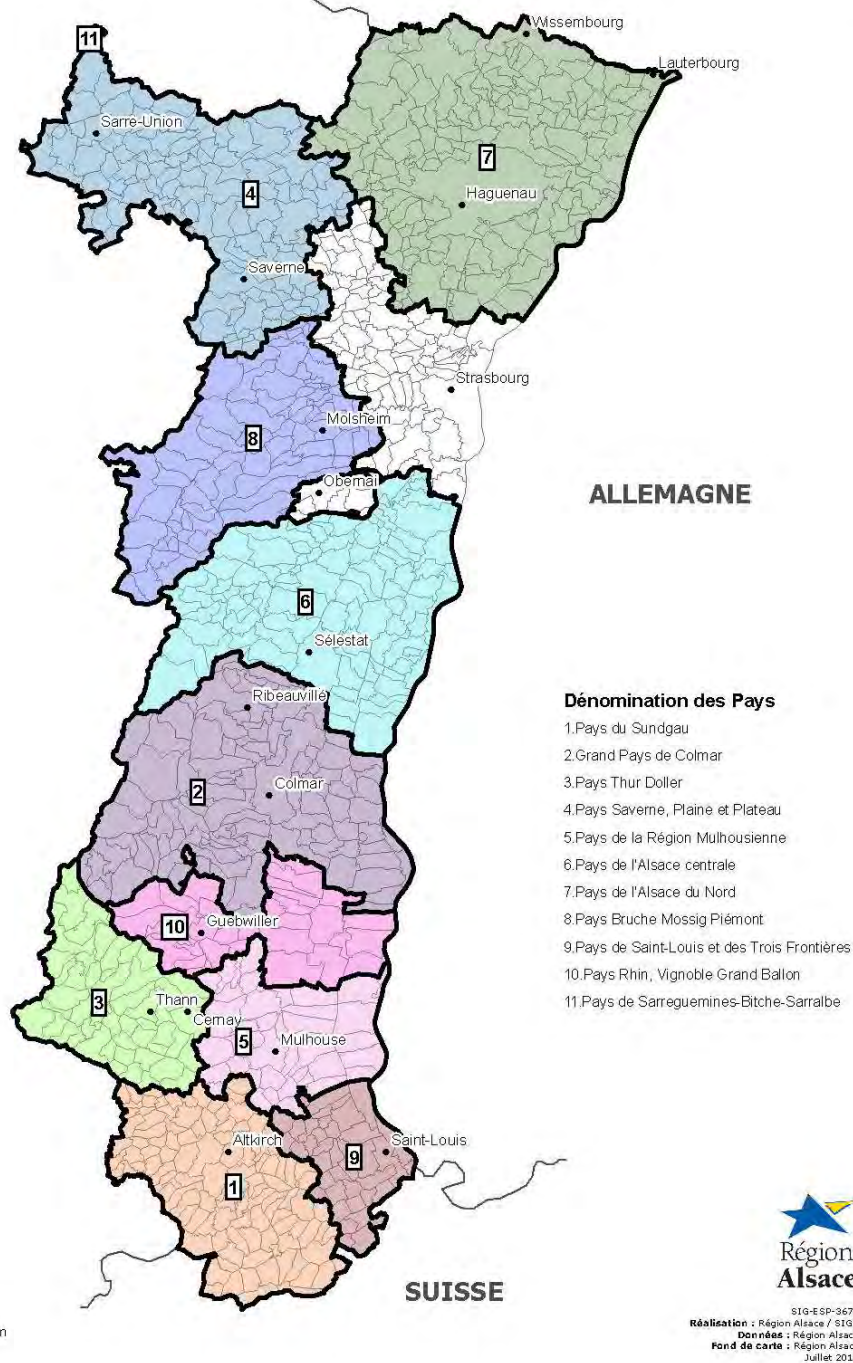 Wissembourg
11
Lauterbourg
Sarre-Union
7
4
Haguenau
Saverne
Strasbourg
Molsheim
8
Obernai
ALLEMAGNE
6
Sélestat
Ribeauvillé
Dénomination des Pays
1.Pays du Sundgau
2.Grand Pays de Colmar
3.Pays Thur Doller
4.Pays Saverne, Plaine et Plateau
5.Pays de la Région Mulhousienne
6.Pays de l'Alsace centrale
7.Pays de l'Alsace du Nord
8.Pays Bruche Mossig Piémont
9.Pays de Saint-Louis et des Trois Frontières
10.Pays Rhin, Vignoble Grand Ballon
11.Pays de Sarreguemines-Bitche-Sarralbe
2
Colmar
10
Guebwiller
3
Thann
Cernay
5
Mulhouse
Altkirch
Saint-Louis
9
1
SUISSE
Région
Alsace
SIG-ESP-367
Réalisation : Région Alsace / SIG
Données : Région Alsac
Fond de carte : Région Alsac
Juillet 201